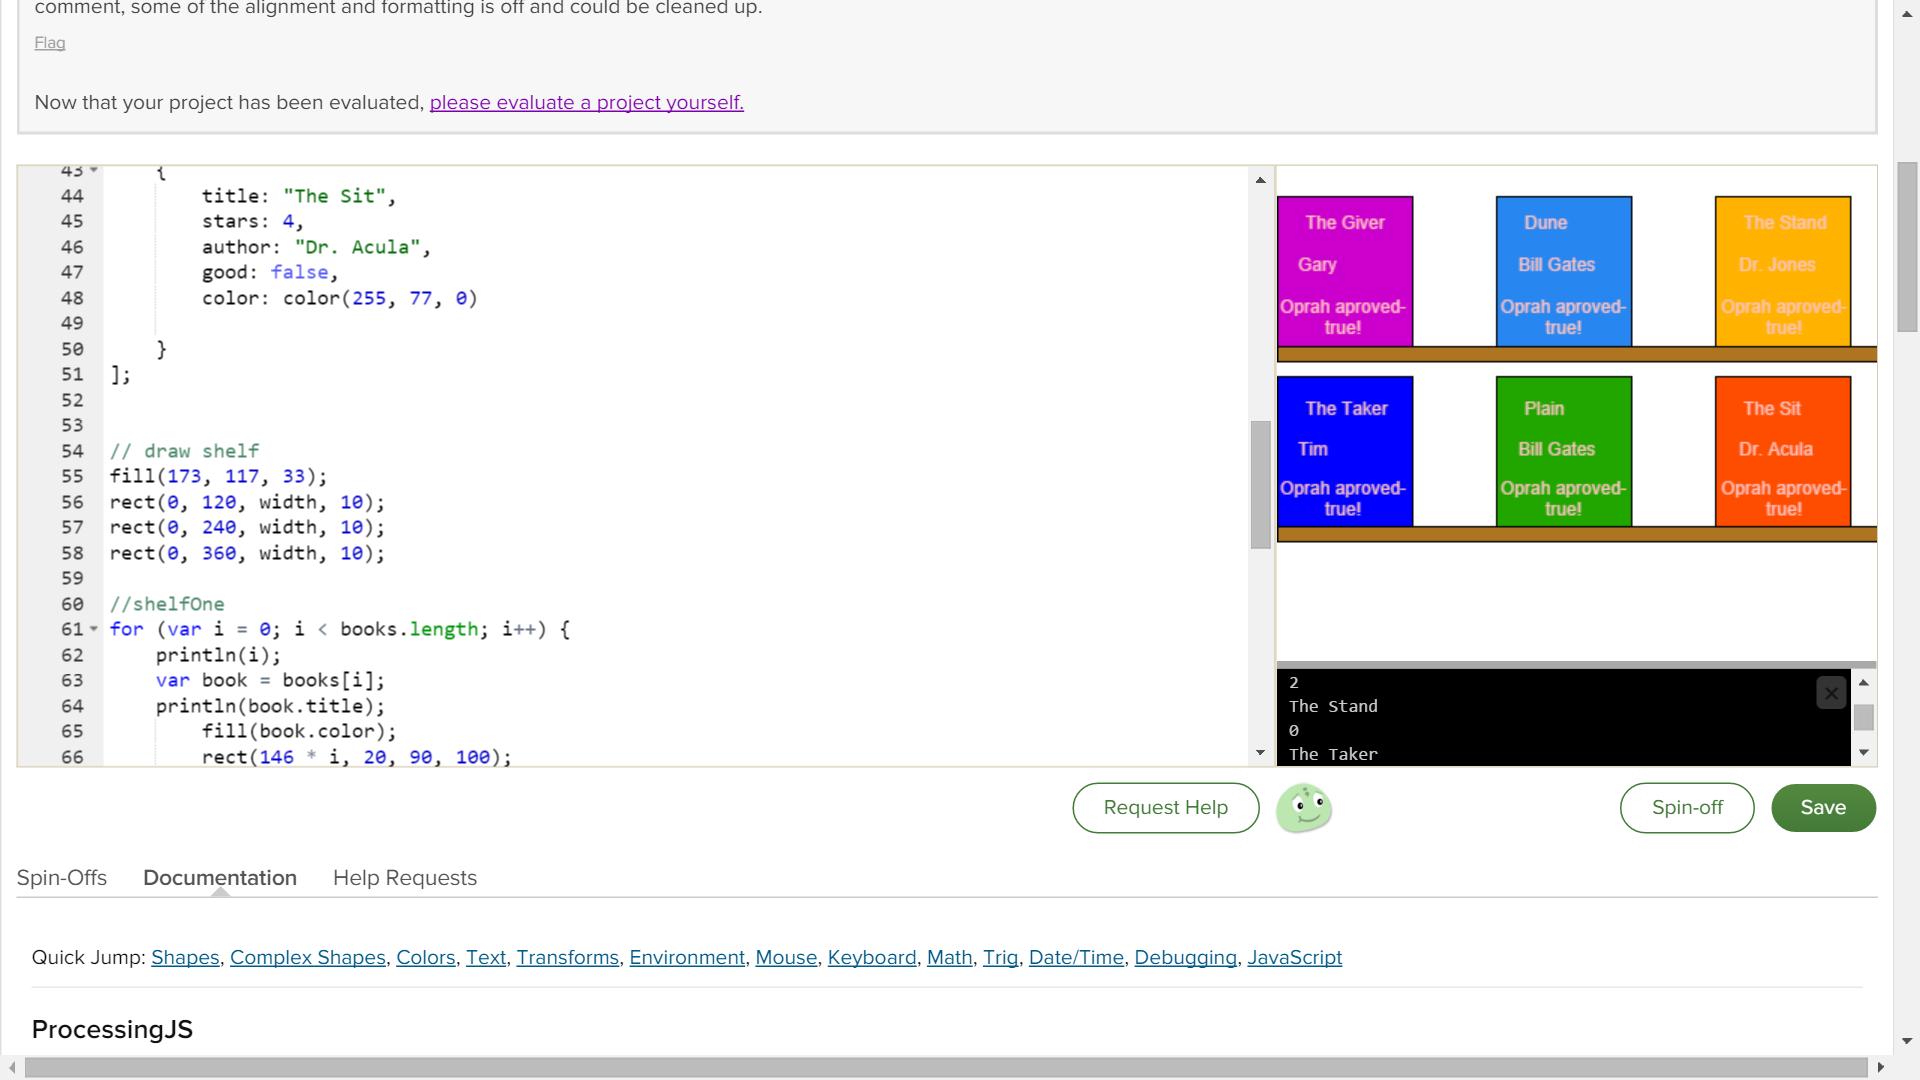 comment, some of the alignment and formatting is off and could be cleaned up.
Flag
Now that your project has been evaluated, please evaluate a project yourself.
43 {
44 title: "The Sit",
45 stars: 4,
46 author: "Dr. Acula",
47 good: false,
48 color: color(255, 77, 0)
49
50 }
51 ];
52
53
54 // draw shelf
55 fill(173, 117, 33);
56 rect(0, 120, width, 10);
57 rect(0, 240, width, 10);
58 rect(0, 360, width, 10);
59
60 //shelfOne
61 for (var i = 0; i < books.length; i++) {
62 println(i);
63 var book = books[i];
64 println(book.title);
65 fill(book.color);
66 rect(146 * i, 20, 90, 100);
The Giver
Gary
Oprah aproved-
true!
Dune
Bill Gates
Oprah aproved-
true!
The Stand
Dr. Jones
Oprah aproved-
true!
The Taker
Tim
Oprah aproved-
true!
Plain
Bill Gates
Oprah aproved-
true!
The Sit
Dr. Acula
Oprah aproved-
true!
2
The Stand
0
The Taker
Request Help
Spin-off
Save
Spin-Offs Documentation Help Requests
Quick Jump: Shapes, Complex Shapes, Colors, Text, Transforms, Environment, Mouse, Keyboard, Math, Trig, Date/Time, Debugging, JavaScript
ProcessingJS